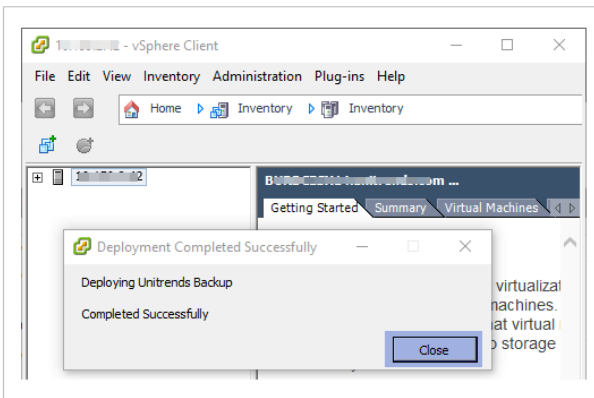 - vSphere Client
File Edit View Inventory Administration Plug-ins Help
Home Inventory Inventory
Getting Started Summary Virtual Machines
Deployment Completed Successfully
Deploying Unitrends Backup
Completed Successfully
Close
virtualizat
machines.
at virtual
storage